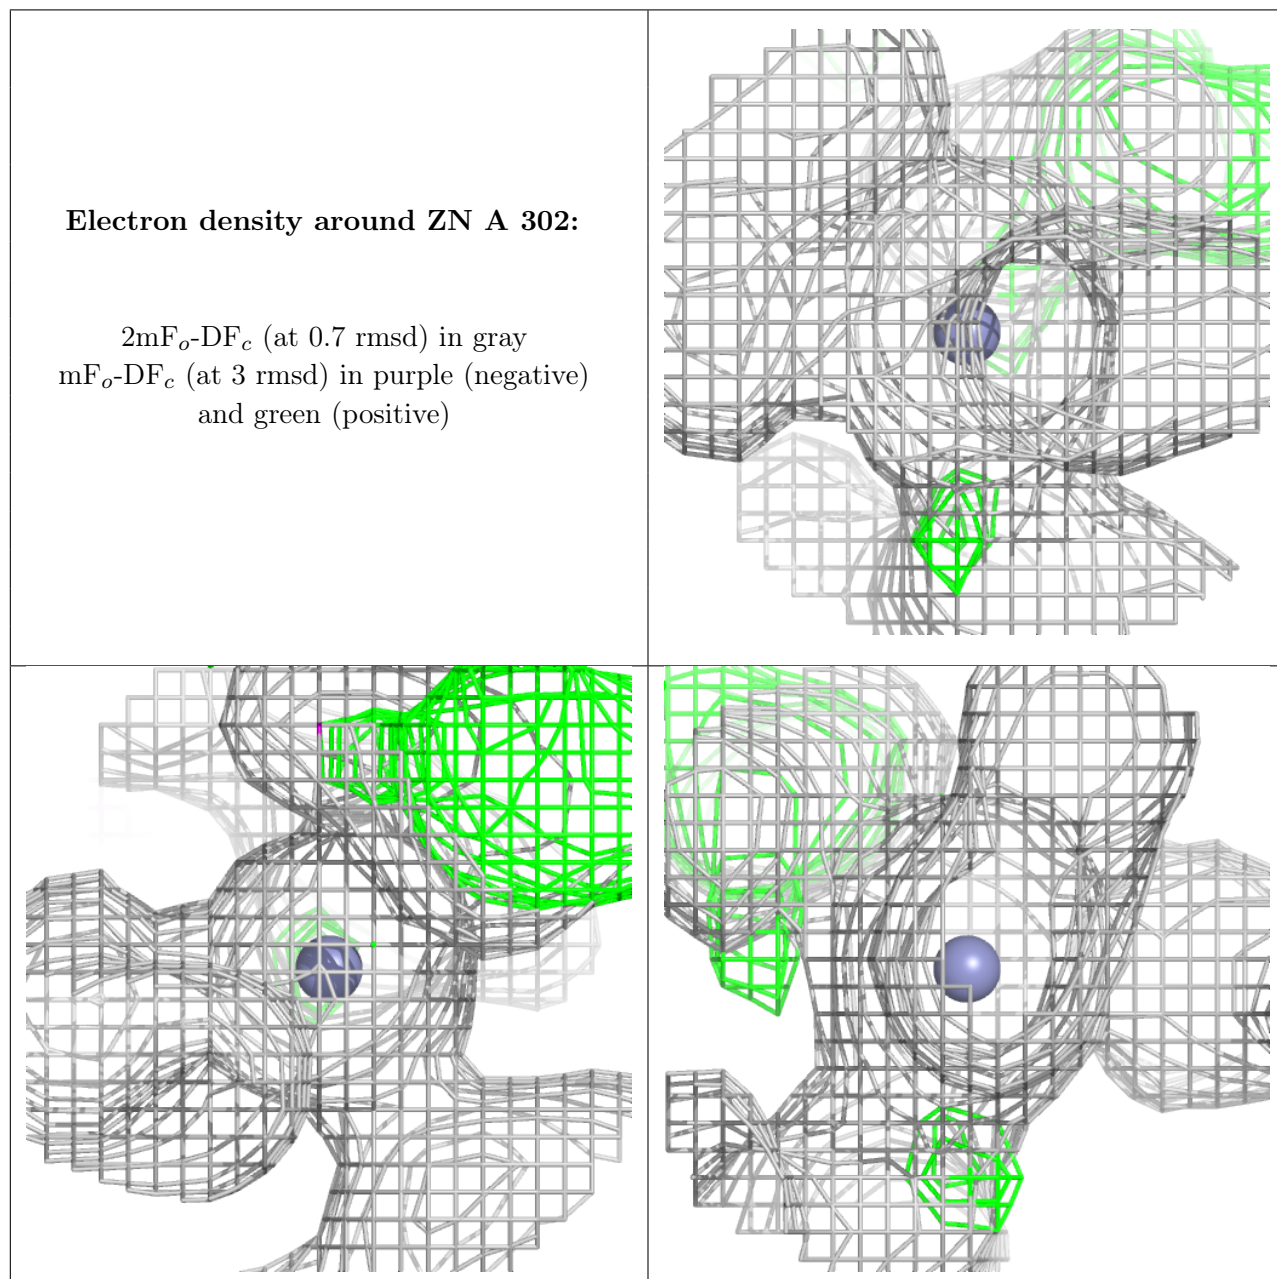 Electron density around ZN A 302:
2mFo-DFc (at 0.7 rmsd) in gray
mFo-DFc (at 3 rmsd) in purple (negative)
and green (positive)